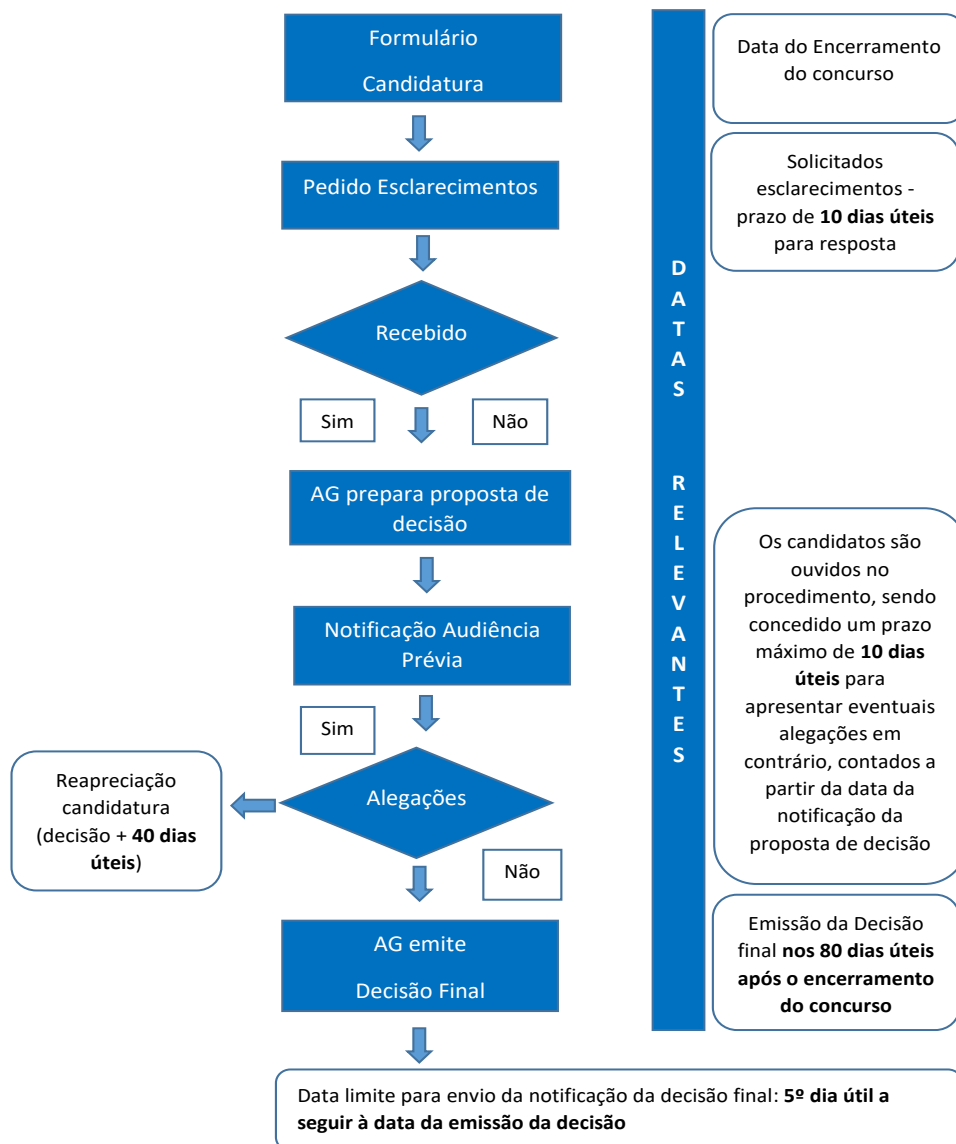 Formulário
Candidatura
Data do Encerramento
do concurso
Pedido Esclarecimentos
Solicitados
esclarecimentos -
prazo de 10 dias úteis
para resposta
Recebido
Sim
Não
AG prepara proposta de
decisão
Notificação Audiência
Prévia
Sim
Alegações
Reapreciação
candidatura
(decisão + 40 dias
úteis)
Não
AG emite
Decisão Final
D
A
T
A
S
R
E
L
E
V
A
N
T
E
S
Os candidatos são
ouvidos no
procedimento, sendo
concedido um prazo
máximo de 10 dias
úteis para
apresentar eventuais
alegações em
contrário, contados a
partir da data da
notificação da
proposta de decisão
Emissão da Decisão
final nos 80 dias úteis
após o encerramento
do concurso
Data limite para envio da notificação da decisão final: 5º dia útil a
seguir à data da emissão da decisão